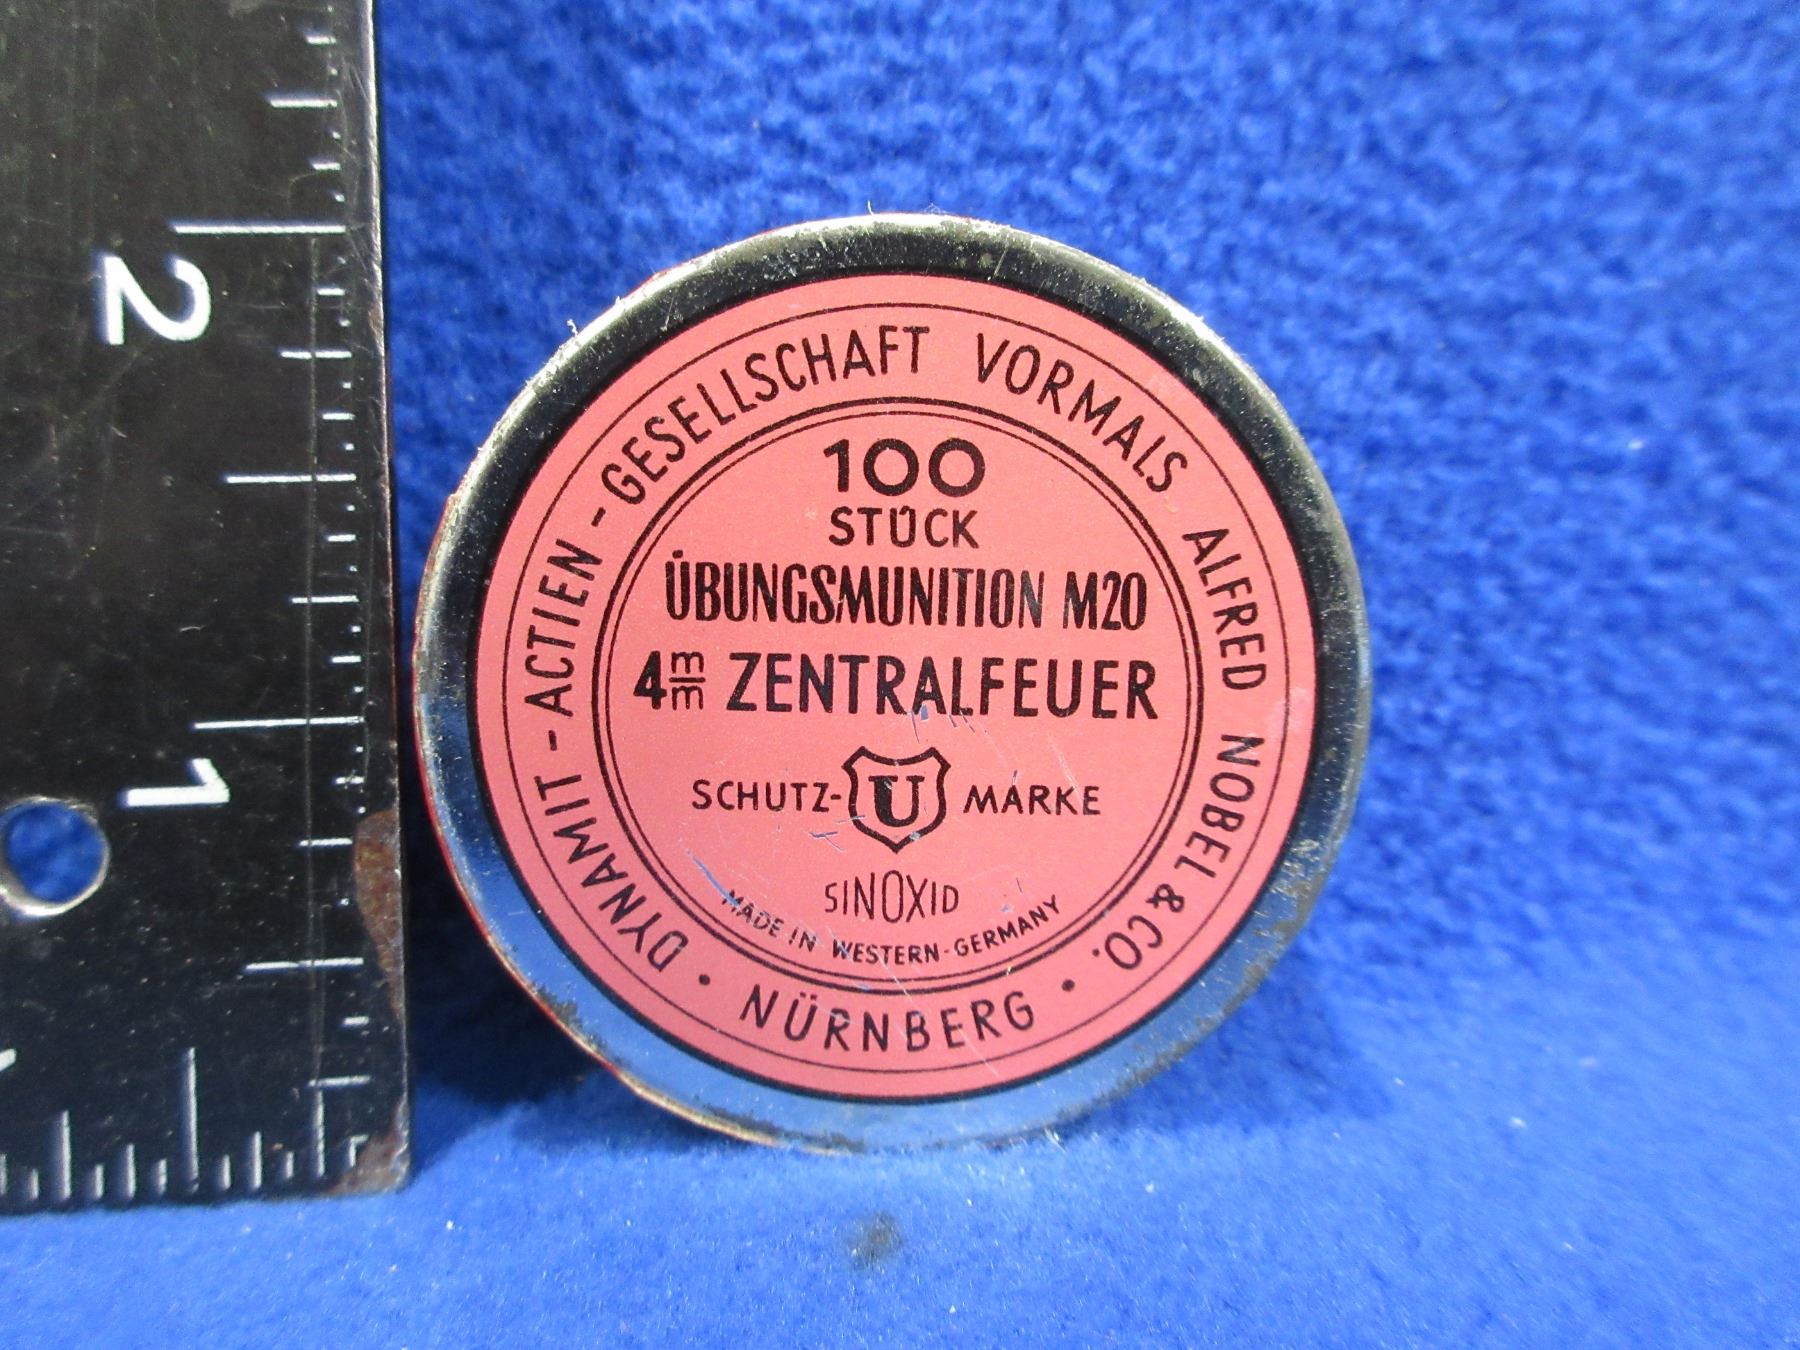 2
1
DYNAMIT-ACTIEN-GESELLSCHAFT VORMALS ALFRED NOBEL & CO.
100
STÜCK
ÜBUNGSMUNITION M20
4 m/m ZENTRALFEUER
SCHUTZ- U MARKE
SINOXID
MADE IN WESTERN-GERMANY
• NÜRNBERG •